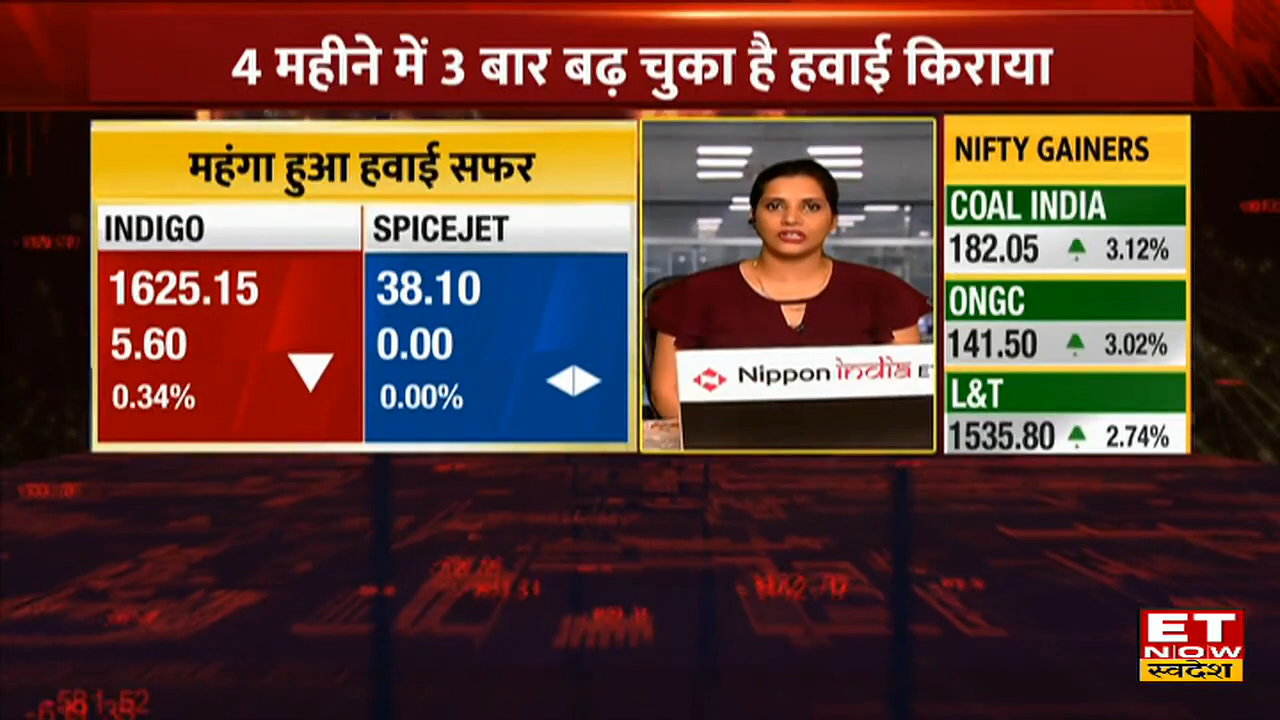 4 महीने में 3 बार बढ़ चुका है हवाई किराया
महंगा हुआ हवाई सफर
INDIGO
1625.15
5.60
0.34%
SPICEJET
38.10
0.00
0.00%
Nippon india E
NIFTY GAINERS
COAL INDIA
182.05 3.12%
ONGC
141.50 3.02%
L&T
1535.80 2.74%
ET
NOW
स्वदेश